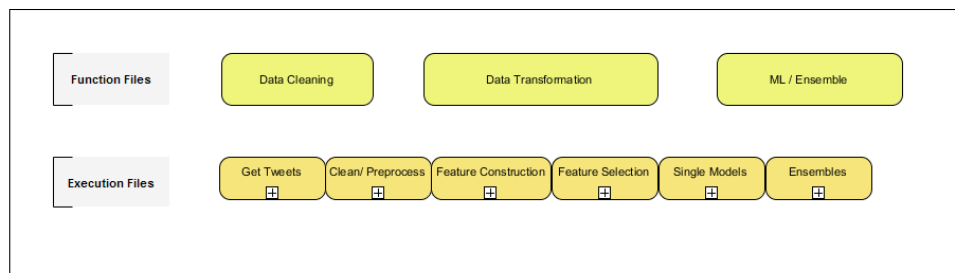 Function Files
Data Cleaning
Data Transformation
ML / Ensemble
Execution Files
Get Tweets
Clean/ Preprocess
Feature Construction
Feature Selection
Single Models
Ensembles